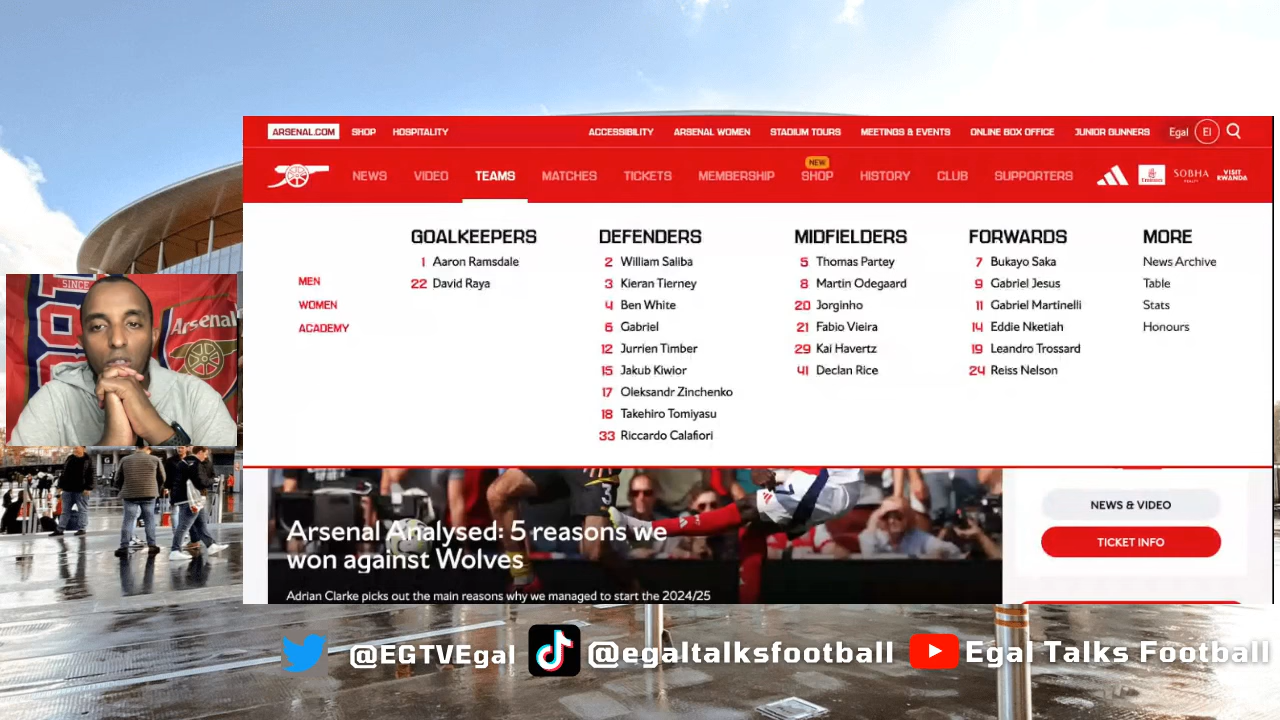 ARSENAL.COM SHOP HOSPITALITY ACCESSIBILITY ARSENAL WOMEN STADIUM TOURS MEETINGS & EVENTS ONLINE BOX OFFICE JUNIOR GUNNERS Egal EI
NEW
NEWS VIDEO TEAMS MATCHES TICKETS MEMBERSHIP SHOP HISTORY CLUB SUPPORTERS SOBHA REALTY VISIT RWANDA
MEN
WOMEN
ACADEMY
GOALKEEPERS
1 Aaron Ramsdale
22 David Raya
DEFENDERS
2 William Saliba
3 Kieran Tierney
4 Ben White
6 Gabriel
12 Jurrien Timber
15 Jakub Kiwior
17 Oleksandr Zinchenko
18 Takehiro Tomiyasu
33 Riccardo Calafiori
MIDFIELDERS
5 Thomas Partey
8 Martin Odegaard
20 Jorginho
21 Fabio Vieira
29 Kai Havertz
41 Declan Rice
FORWARDS
7 Bukayo Saka
9 Gabriel Jesus
11 Gabriel Martinelli
14 Eddie Nketiah
19 Leandro Trossard
24 Reiss Nelson
MORE
News Archive
Table
Stats
Honours
SINCE
Arsenal
3
Arsenal Analysed: 5 reasons we
won against Wolves
Adrian Clarke picks out the main reasons why we managed to start the 2024/25
NEWS & VIDEO
TICKET INFO
@EGTVEgal @egaltalksfootball Egal Talks Football